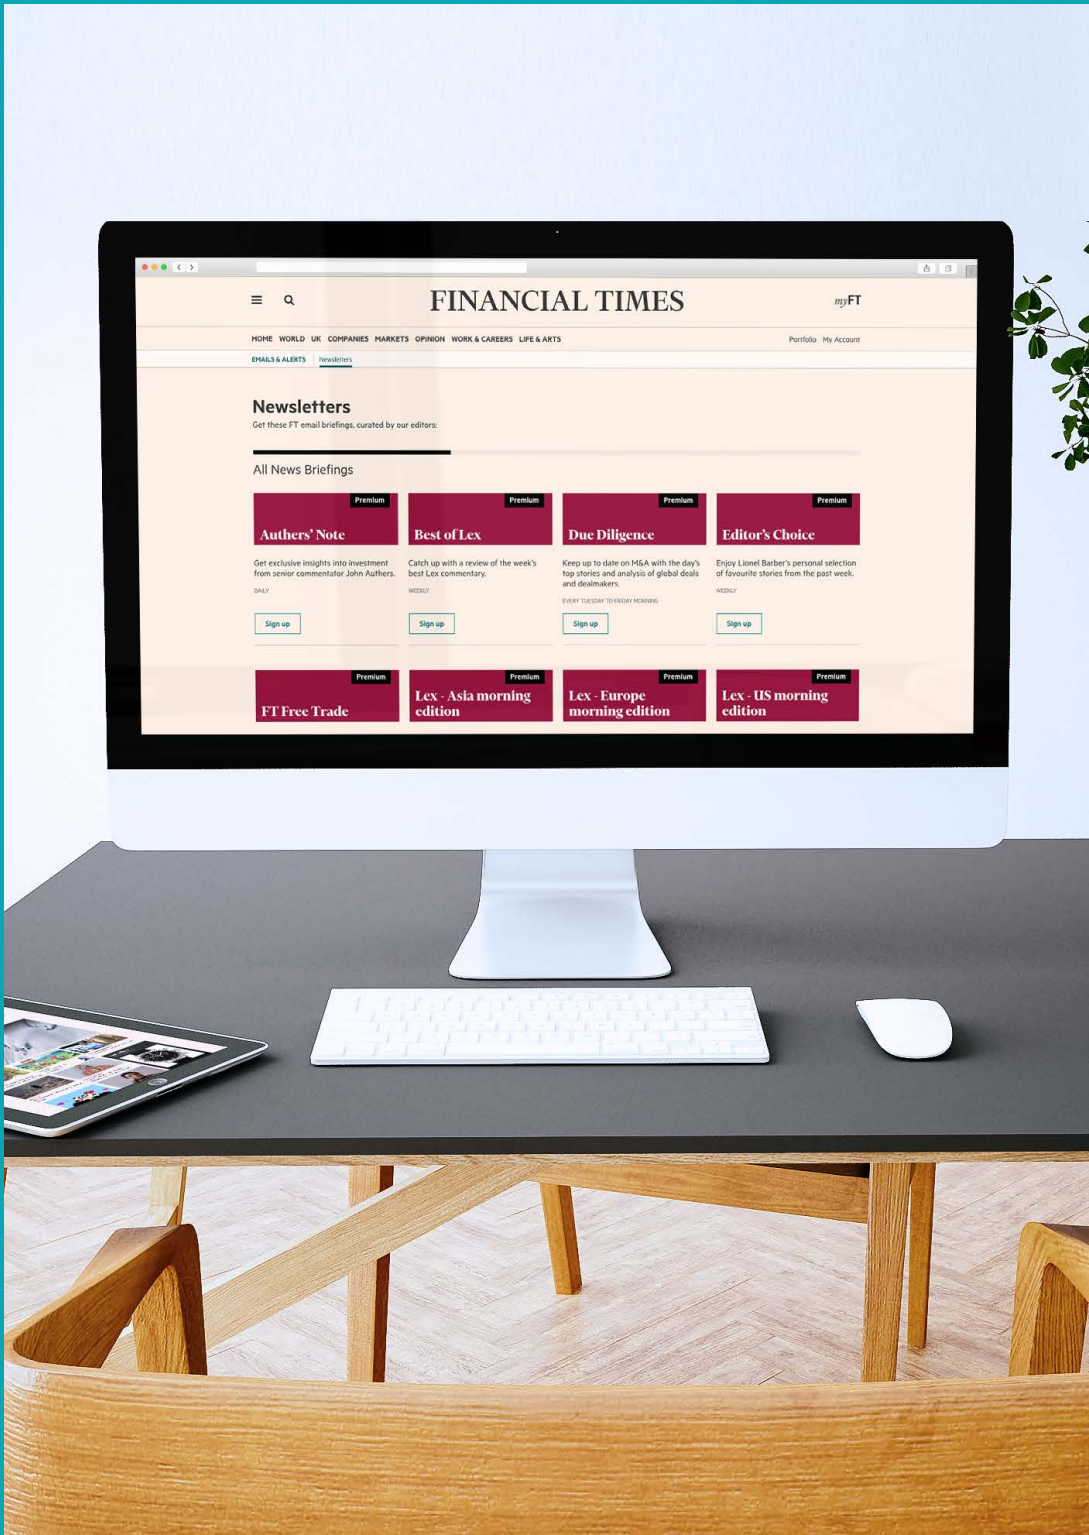 FINANCIAL TIMES
myFT
HOME WORLD UK COMPANIES MARKETS OPINION WORK & CAREERS LIFE & ARTS
Portfolio My Account
EMAILS & ALERTS Newsletters
Newsletters
Get these FT email briefings, curated by our editors:
All News Briefings
Premium Premium Premium Premium
Authers' Note Best of Lex Due Diligence Editor's Choice
Get exclusive insights into investment
from senior commentator John Authers.
DAILY
Sign up
Catch up with a review of the week's
best Lex commentary.
WEEKLY
Sign up
Keep up to date on M&A with the day's
top stories and analysis of global deals
and dealmakers.
EVERY TUESDAY TO FRIDAY MORNING
Sign up
Enjoy Lionel Barber's personal selection
of favourite stories from the past week.
WEEKLY
Sign up
Premium
FT Free Trade
Premium
Lex - Asia morning
edition
Premium
Lex - Europe
morning edition
Premium
Lex - US morning
edition